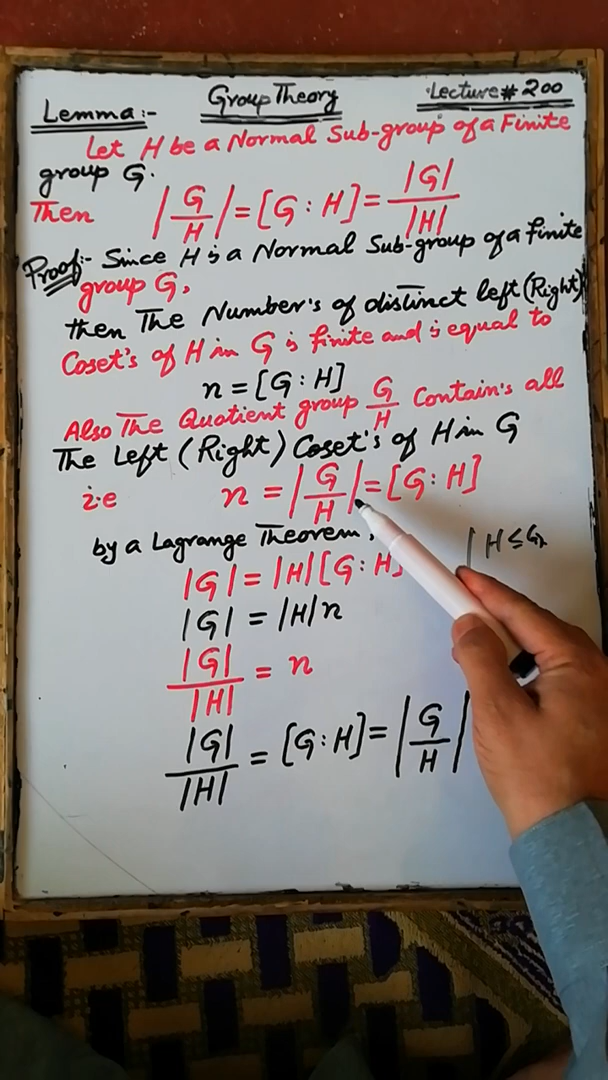 Group Theory
Lecture # 200
Lemma:-
Let H be a Normal Sub-group of a Finite
group G.
Then |G/H| = [G : H] = |G|/|H|
Proof:- Since H is a Normal Sub-group of a finite
group G,
then The Number's of distinct left (Right)
Coset's of H in G is finite and is equal to
n = [G : H]
Also The Quatient group G/H Contain's all
The Left (Right) Coset's of H in G
i.e n = |G/H| = [G : H]
by a Lagrange Theorem,
| H ≤ G
|G| = |H| [G : H]
|G| = |H| n
|G|/|H| = n
|G|/|H| = [G : H] = |G/H|